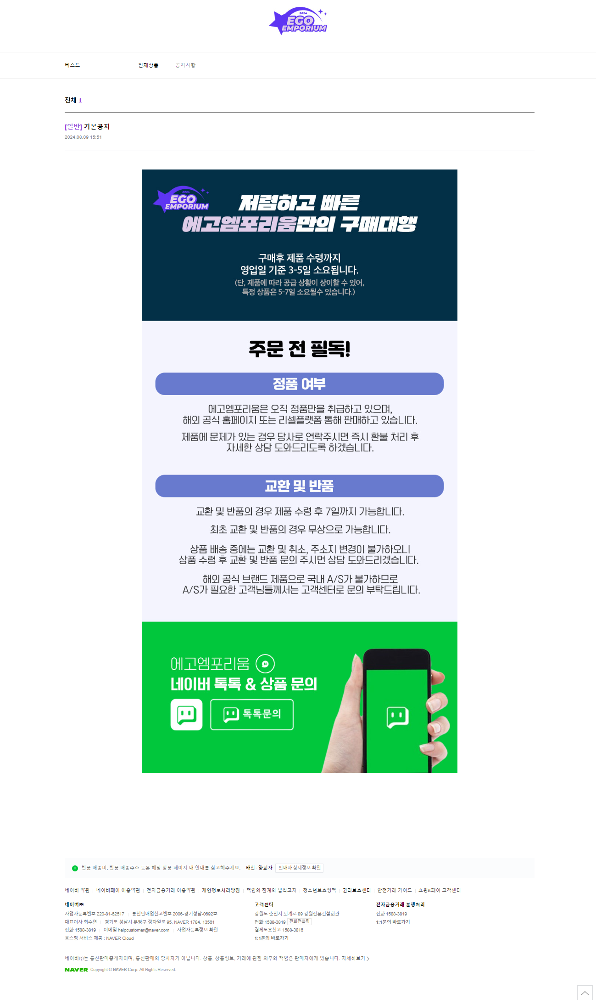 2024
EGO
EMPORIUM
베스트
전체상품
공지사항
전체 1
[일반] 기본공지
2024.08.09 15:51
2024
EGO
EMPORIUM
저렴하고 빠른
에고엠포리움만의 구매대행
구매후 제품 수령까지
영업일 기준 3-5일 소요됩니다.
(단, 제품에 따라 공급 상황이 상이할 수 있어,
특정 상품은 5-7일 소요될수 있습니다.)
주문 전 필독!
정품 여부
에고엠포리움은 오직 정품만을 취급하고 있으며,
해외 공식 홈페이지 또는 리셀플랫폼 통해 판매하고 있습니다.
제품에 문제가 있는 경우 당사로 연락주시면 즉시 환불 처리 후
자세한 상담 도와드리도록 하겠습니다.
교환 및 반품
교환 및 반품의 경우 제품 수령 후 7일까지 가능합니다.
최초 교환 및 반품의 경우 무상으로 가능합니다.
상품 배송 중에는 교환 및 취소, 주소지 변경이 불가하오니
상품 수령 후 교환 및 반품 문의 주시면 상담 도와드리겠습니다.
해외 공식 브랜드 제품으로 국내 A/S가 불가하므로
A/S가 필요한 고객님들께서는 고객센터로 문의 부탁드립니다.
에고엠포리움 N
네이버 톡톡 & 상품 문의
톡톡문의
반품 배송비, 반품 배송주소 등은 해당 상품 페이지 내 안내를 참고해주세요. 태산 양희자 판매자 상세정보 확인
네이버 약관 네이버페이 이용약관 전자금융거래 이용약관 개인정보처리방침 책임의 한계와 법적고지 청소년보호정책 권리보호센터 안전거래 가이드 쇼핑&페이 고객센터
네이버㈜
사업자등록번호 220-81-62517 통신판매업신고번호 2006-경기성남-0692호
대표이사 최수연 경기도 성남시 분당구 정자일로 95, NAVER 1784, 13561
전화 1588-3819 이메일 helpcustomer@naver.com 사업자등록정보 확인
호스팅 서비스 제공 : NAVER Cloud
고객센터
강원도 춘천시 퇴계로 89 강원전문건설회관
전화 1588-3819 전화전클릭
결제도용신고 1588-3816
1:1문의 바로가기
전자금융거래 분쟁처리
전화 1588-3819
1:1문의 바로가기
네이버㈜는 통신판매중개자이며, 통신판매의 당사자가 아닙니다. 상품, 상품정보, 거래에 관한 의무와 책임은 판매자에게 있습니다. 자세히보기
NAVER Copyright © NAVER Corp. All Rights Reserved.